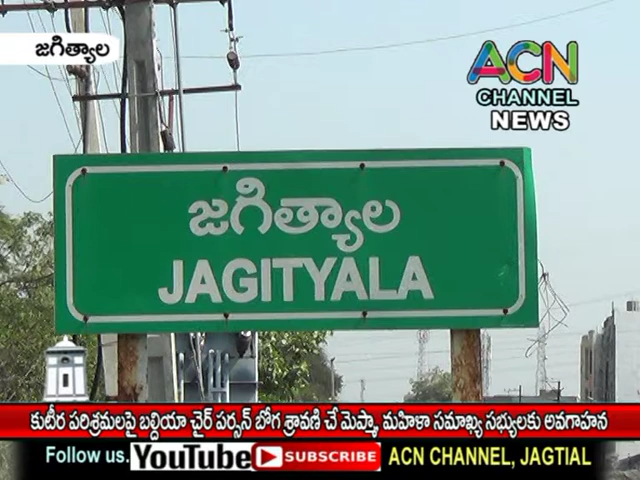 జగిత్యాల
ACN
CHANNEL
NEWS
జగిత్యాల
JAGITYALA
కుటీర పరిశ్రమలపై బల్దియా చైర్ పర్సన్ బోగ శ్రావణి చే మెప్మా, మహిళా సమాఖ్య సభ్యులకు అవగాహన
Follow us. YouTube SUBSCRIBE ACN CHANNEL, JAGTIAL